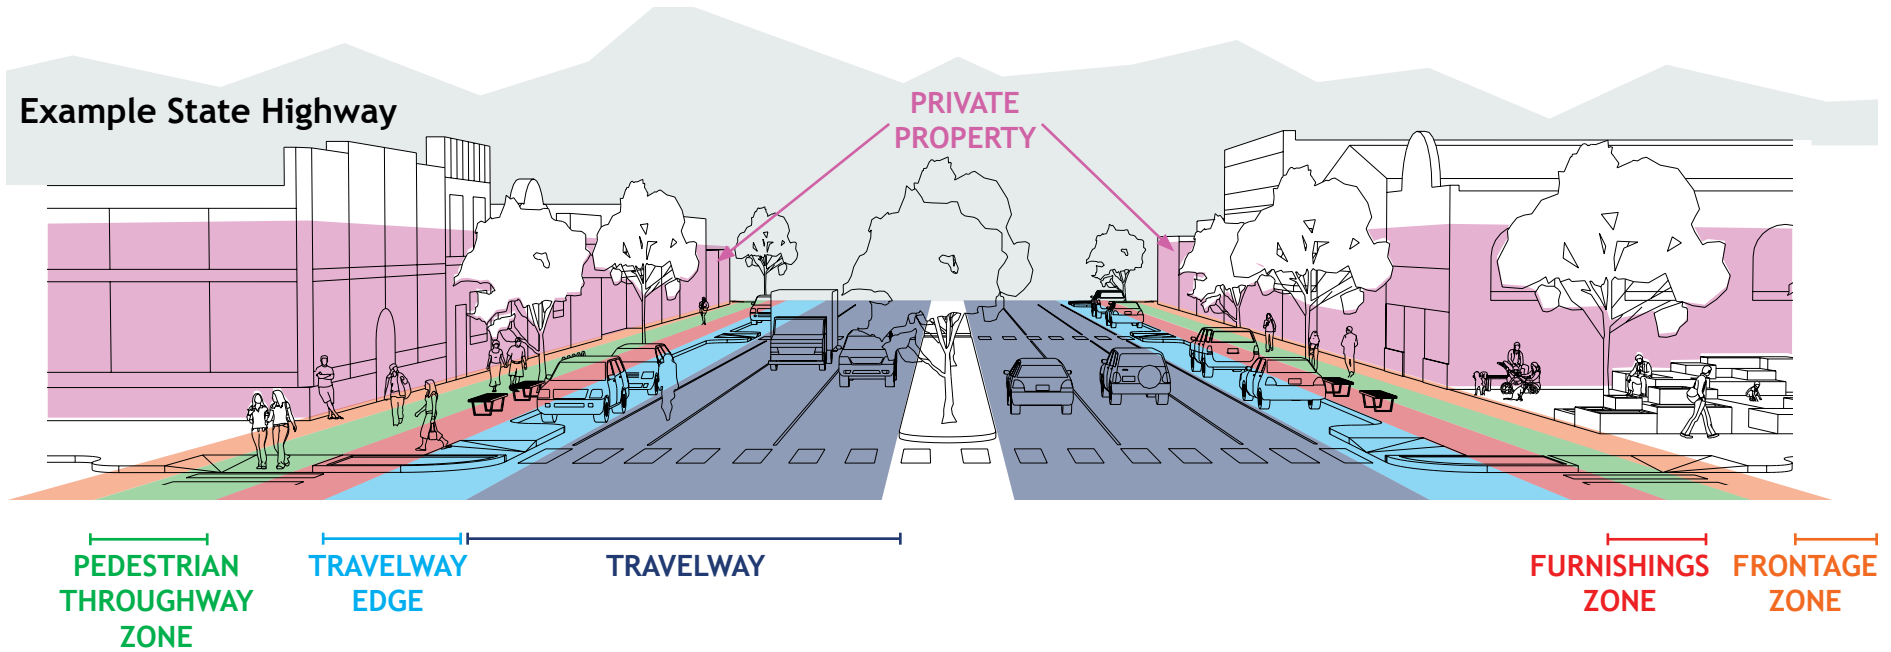 Example State Highway
PRIVATE
PROPERTY
PEDESTRIAN
THROUGHWAY
ZONE
TRAVELWAY
EDGE
TRAVELWAY
FURNISHINGS
ZONE
FRONTAGE
ZONE